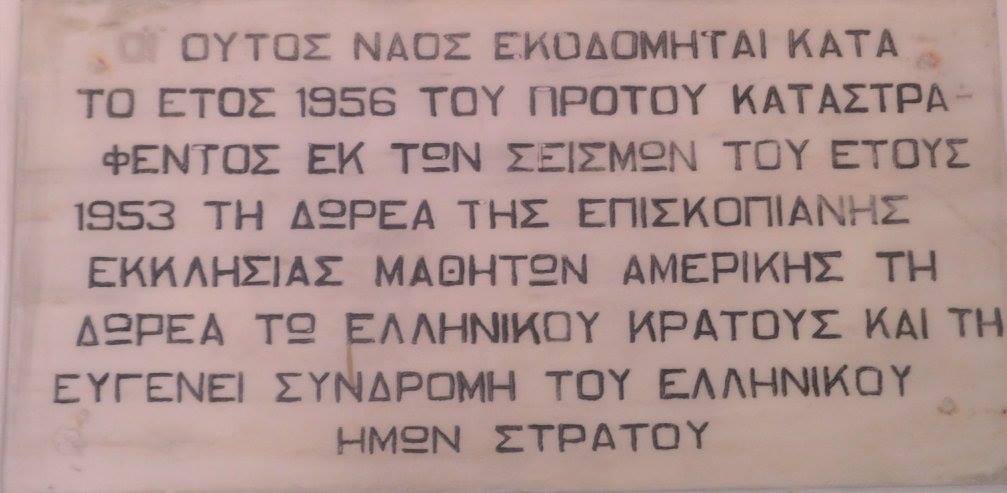 ΟΥΤΟΣ ΝΑΟΣ ΕΚΟΔΟΜΗΤΑΙ ΚΑΤΑ
ΤΟ ΕΤΟΣ 1956 ΤΟΥ ΠΡΟΤΟΥ ΚΑΤΑΣΤΡΑ-
ΦΕΝΤΟΣ ΕΚ ΤΩΝ ΣΕΙΣΜΩΝ ΤΟΥ ΕΤΟΥΣ
1953 ΤΗ ΔΩΡΕΑ ΤΗΣ ΕΠΙΣΚΟΠΙΑΝΗΣ
ΕΚΚΛΗΣΙΑΣ ΜΑΘΗΤΩΝ ΑΜΕΡΙΚΗΣ ΤΗ
ΔΩΡΕΑ ΤΩ ΕΛΛΗΝΙΚΟΥ ΚΡΑΤΟΥΣ ΚΑΙ ΤΗ
ΕΥΓΕΝΕΙ ΣΥΝΔΡΟΜΗ ΤΟΥ ΕΛΛΗΝΙΚΟΥ
ΗΜΩΝ ΣΤΡΑΤΟΥ